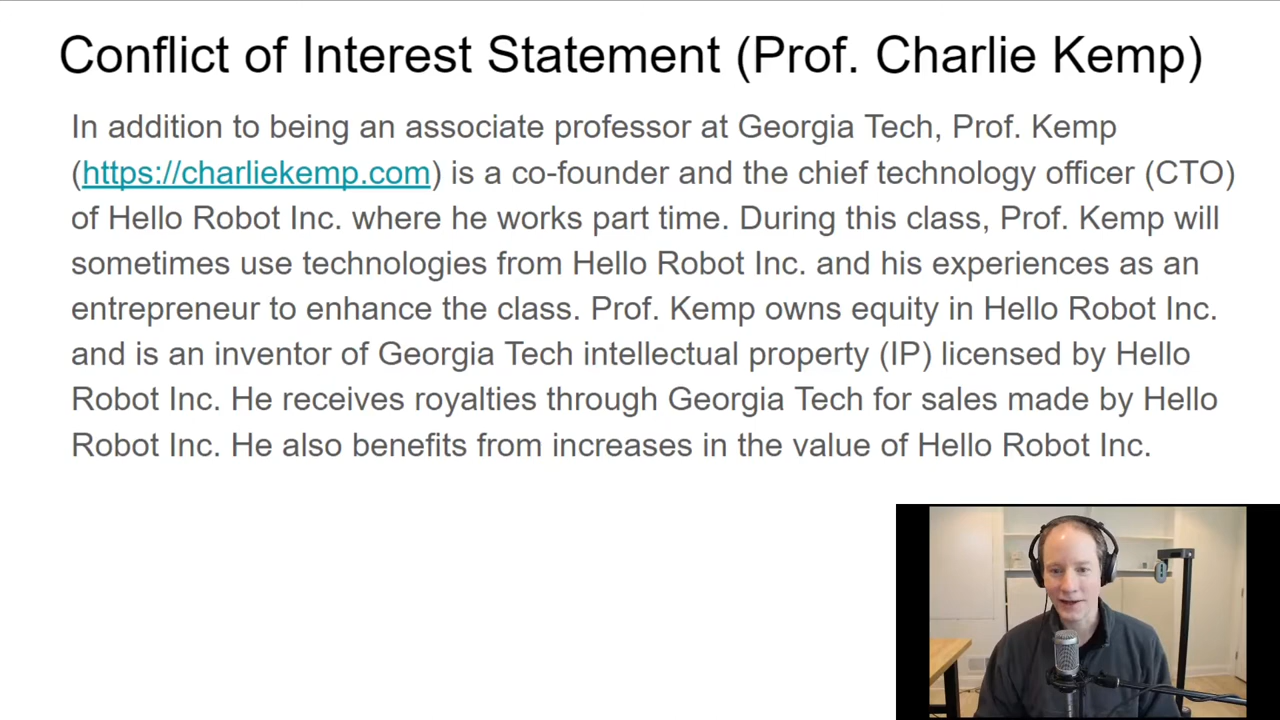 Conflict of Interest Statement (Prof. Charlie Kemp)
In addition to being an associate professor at Georgia Tech, Prof. Kemp
(https://charliekemp.com) is a co-founder and the chief technology officer (CTO)
of Hello Robot Inc. where he works part time. During this class, Prof. Kemp will
sometimes use technologies from Hello Robot Inc. and his experiences as an
entrepreneur to enhance the class. Prof. Kemp owns equity in Hello Robot Inc.
and is an inventor of Georgia Tech intellectual property (IP) licensed by Hello
Robot Inc. He receives royalties through Georgia Tech for sales made by Hello
Robot Inc. He also benefits from increases in the value of Hello Robot Inc.